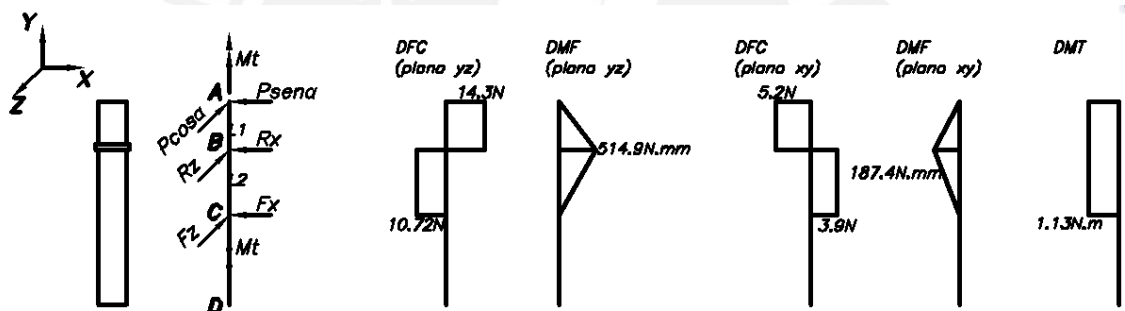 Y
X
Z
Mt
A
Psena
Pcosa
L1
B
Rx
Rz
L2
C
Fx
Fz
Mt
D
DFC
(plano yz)
14.3N
10.72N
DMF
(plano yz)
514.9N.mm
DFC
(plano xy)
5.2N
3.9N
DMF
(plano xy)
187.4N.mm
DMT
1.13N.m